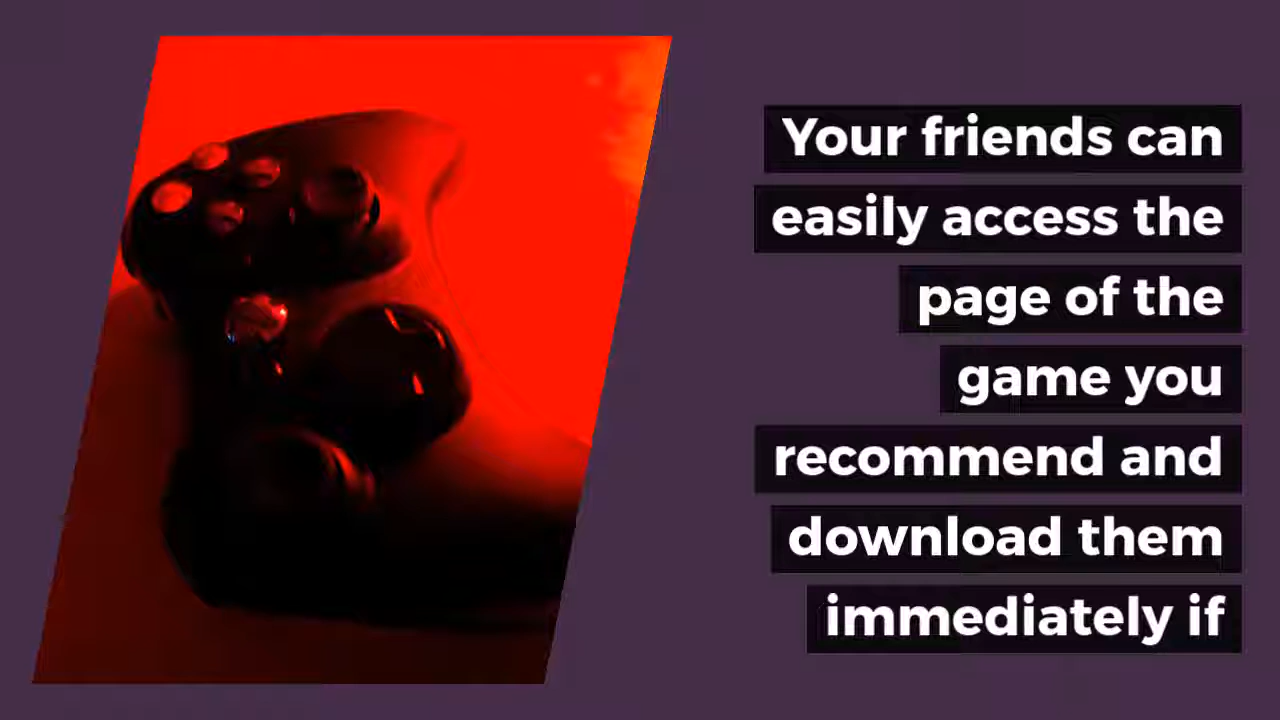 Your friends can
easily access the
page of the
game you
recommend and
download them
immediately if